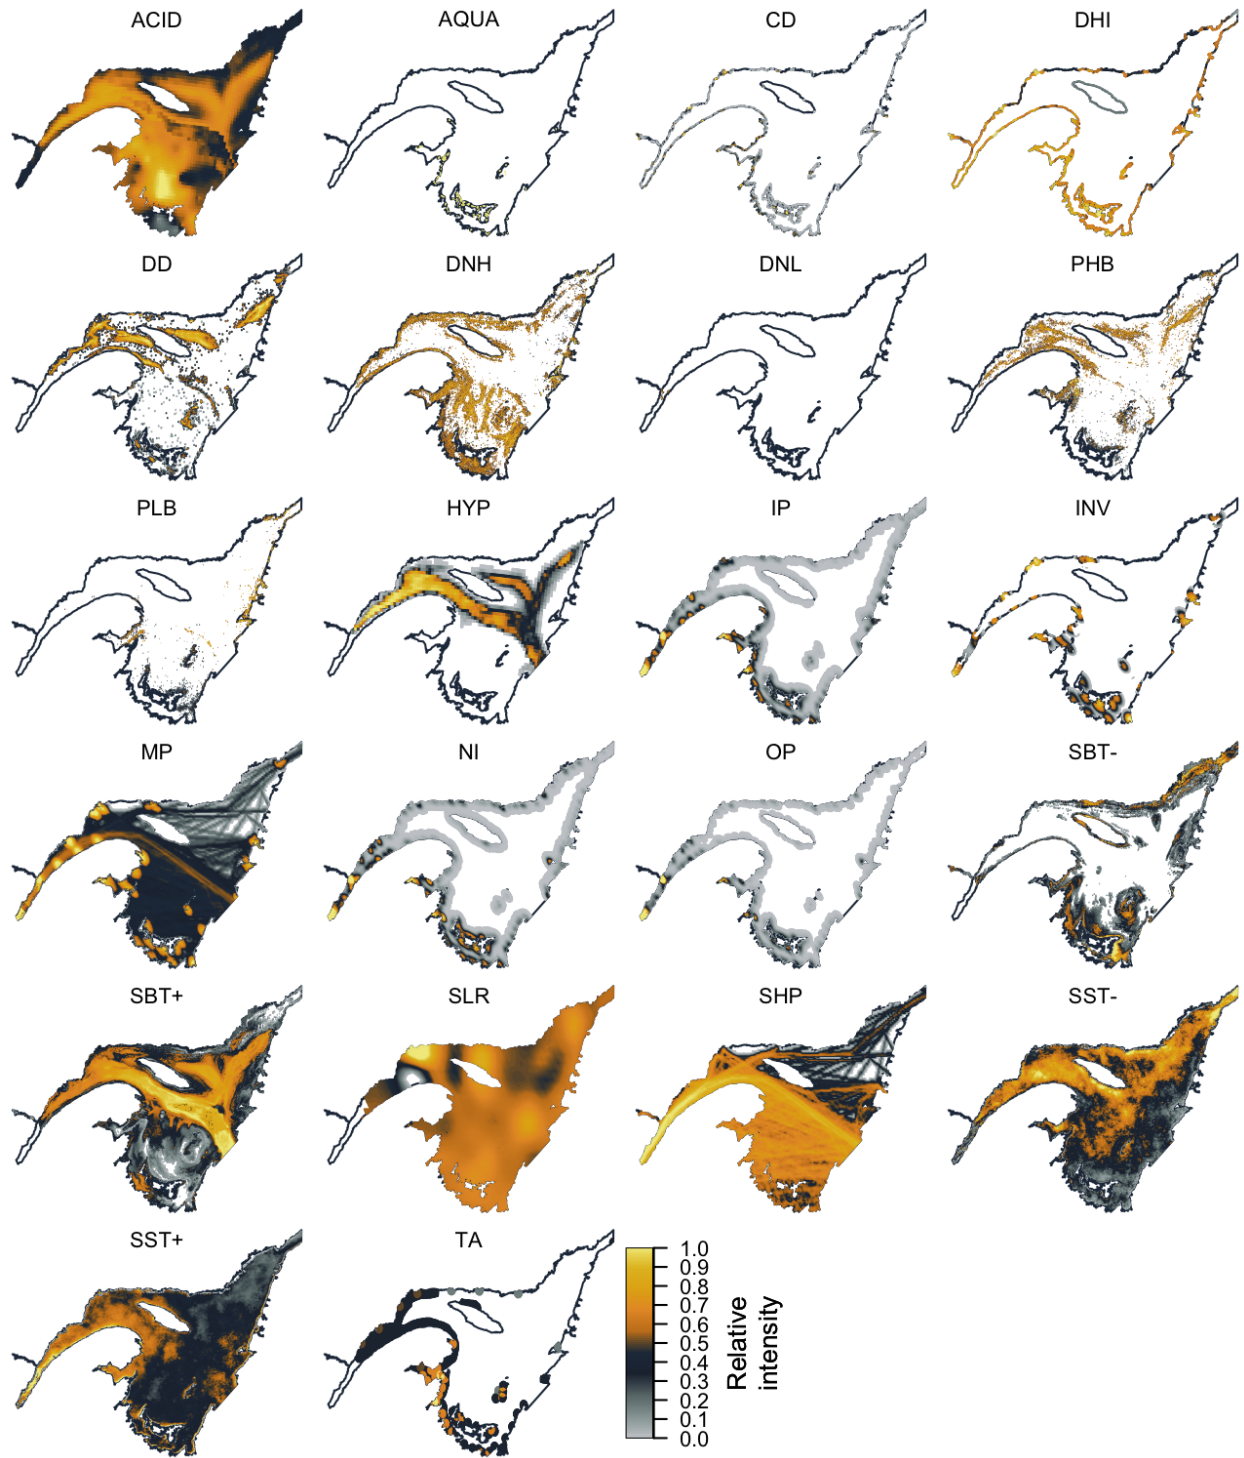 ACID AQUA CD DHI
DD DNH DNL PHB
PLB HYP IP INV
MP NI OP SBT-
SBT+ SLR SHP SST-
SST+ TA
1.0
0.9
0.8
0.7
0.6
0.5
0.4
0.3
0.2
0.1
0.0
Relative
intensity